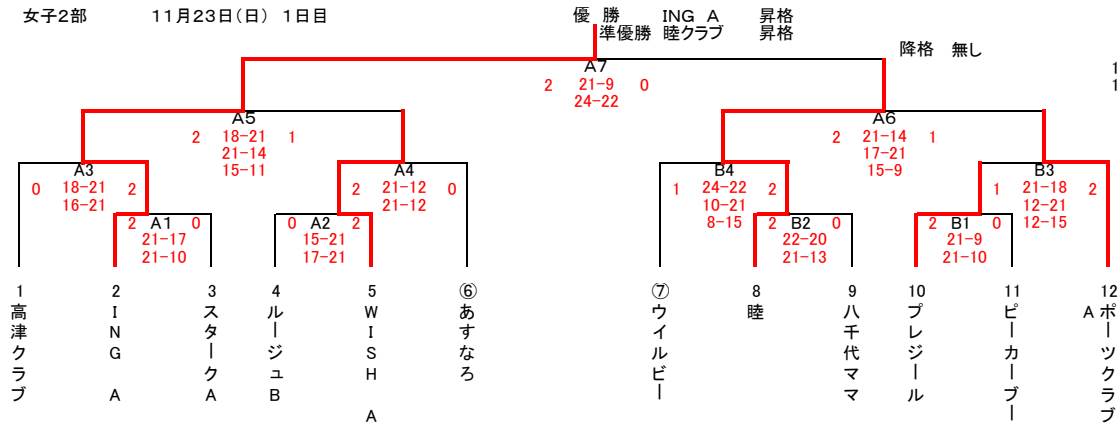 女子2部 11月23日(日) 1日目
優 勝 ING A 昇格
準優勝 睦クラブ 昇格
降格 無し
1
1
A7
2 21-9 0
24-22
A5
2 18-21 1
21-14
15-11
A6
2 21-14 1
17-21
15-9
A3
0 18-21 2
16-21
A4
2 21-12 0
21-12
B4
1 24-22 2
10-21
8-15
B3
1 21-18 2
12-21
12-15
A1
2 0
21-17
21-10
A2
0 2
15-21
17-21
B2
2 0
22-20
21-13
B1
2 0
21-9
21-10
1 高津クラブ
2 ING A
3 スタークA
4 ルージュB
5 WISH A
⑥ あすなろ
⑦ ウイルビー
8 睦
9 八千代ママ
10 プレジール
11 ピーカーブー
12 ポーツクラブ
A